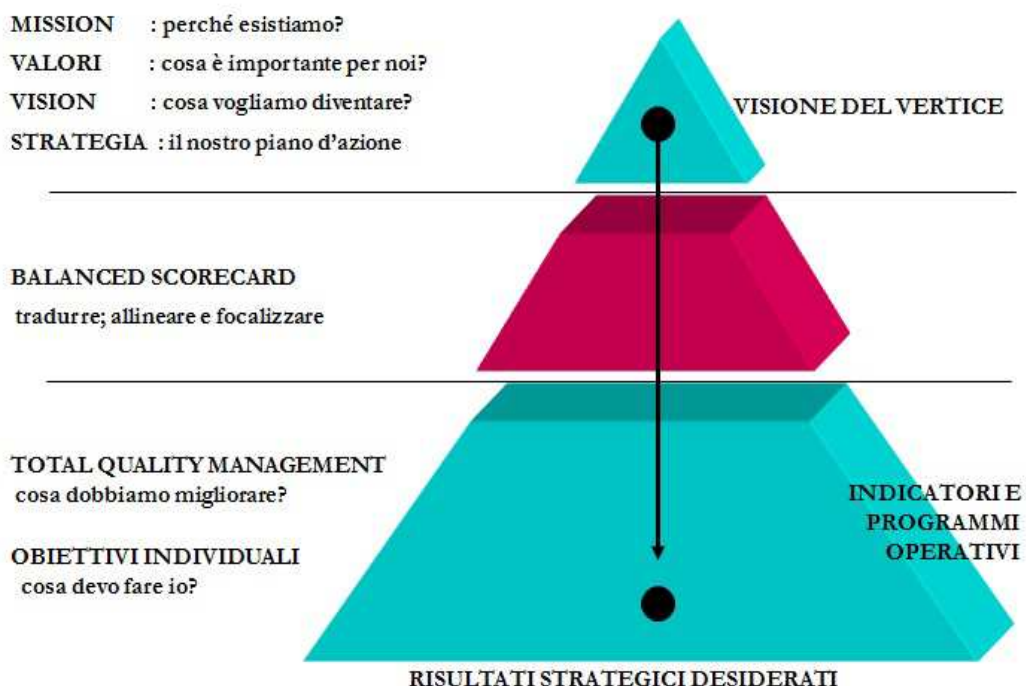 MISSION : perché esistiamo?
VALORI : cosa è importante per noi?
VISION : cosa vogliamo diventare?
STRATEGIA : il nostro piano d'azione
VISIONE DEL VERTICE
BALANCED SCORECARD
tradurre; allineare e focalizzare
TOTAL QUALITY MANAGEMENT
cosa dobbiamo migliorare?
OBIETTIVI INDIVIDUALI
cosa devo fare io?
INDICATORI E
PROGRAMMI
OPERATIVI
RISULTATI STRATEGICI DESIDERATI